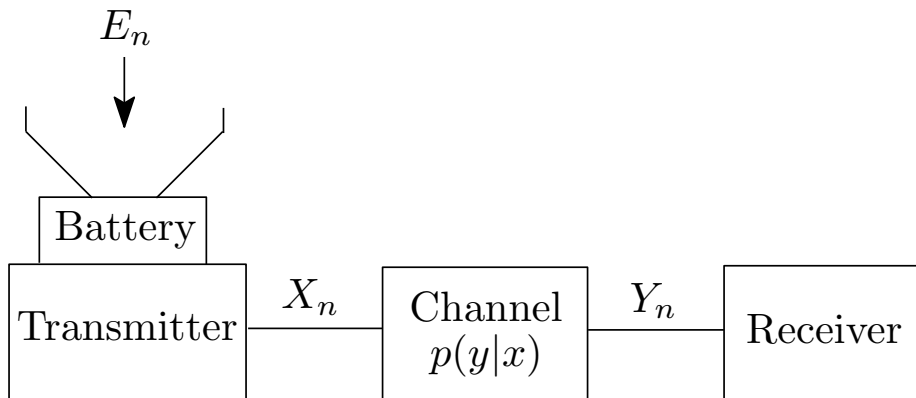 E_n
Battery
Transmitter
X_n
Channel
p(y|x)
Y_n
Receiver